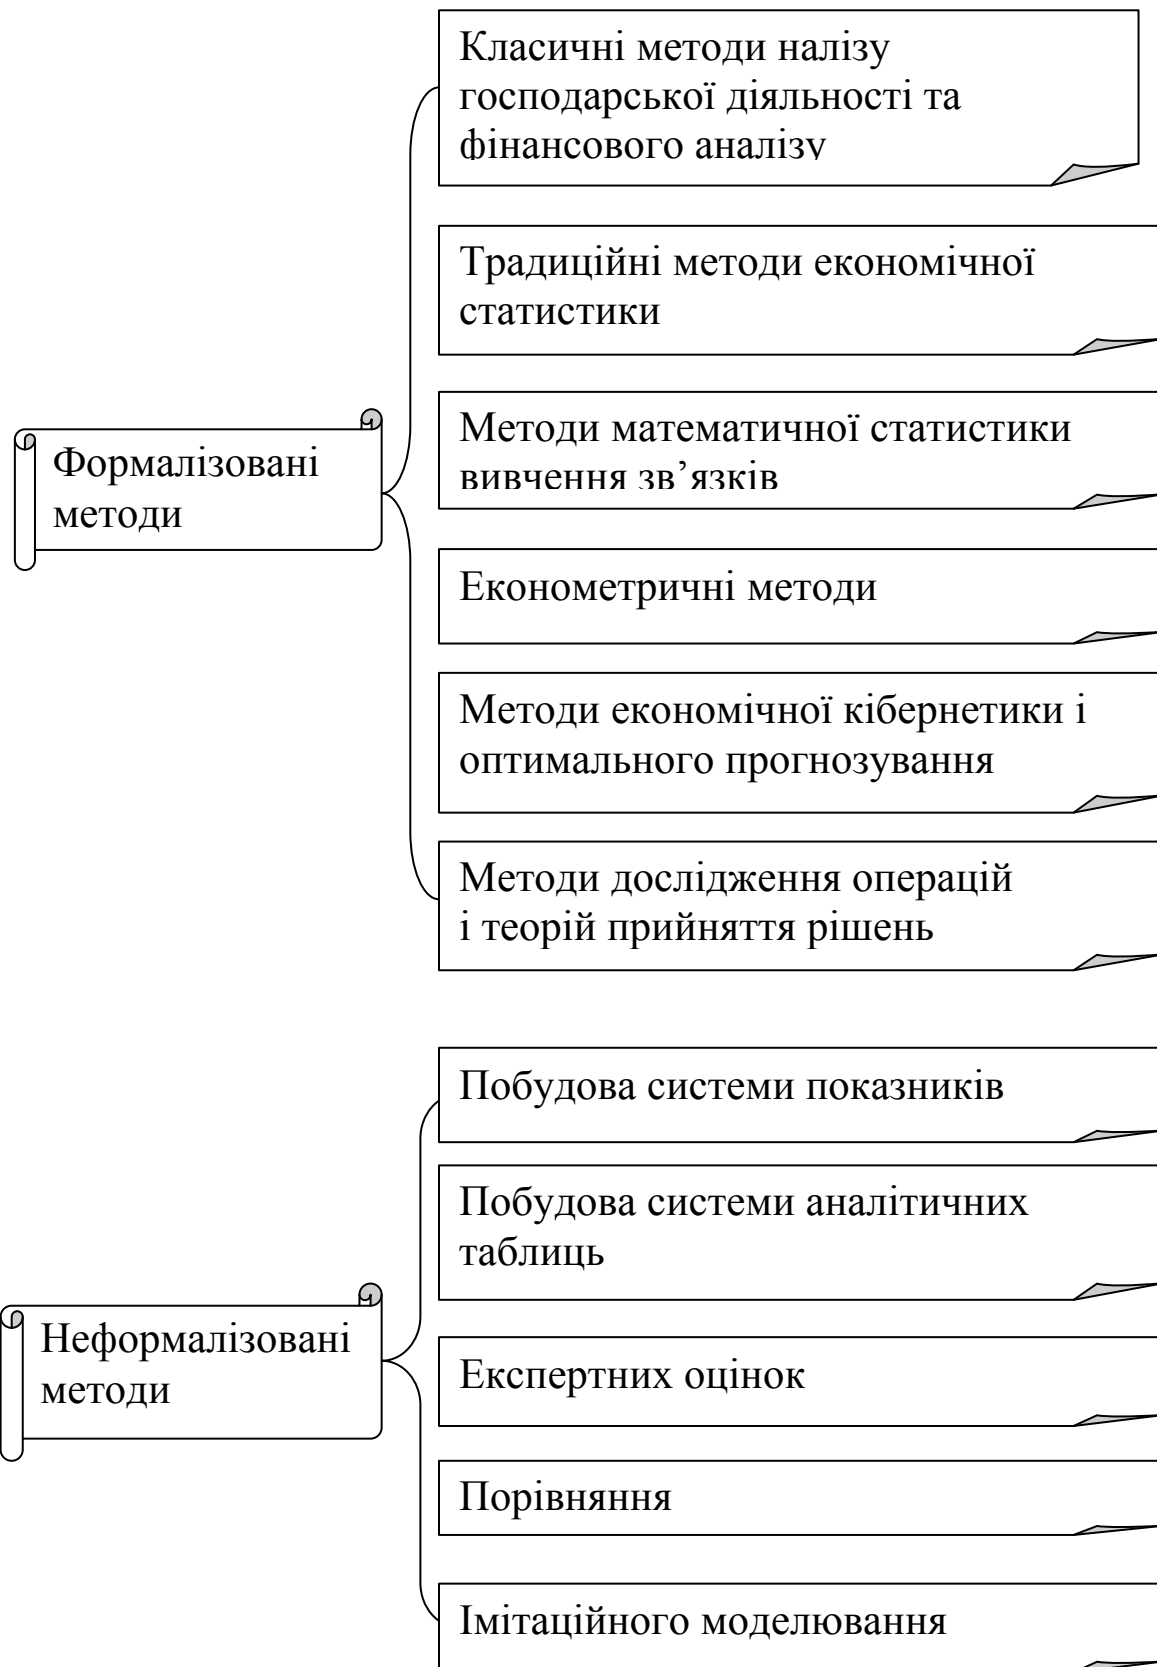 Класичні методи налізу
господарської діяльності та
фінансового аналізу
Традиційні методи економічної
статистики
Методи математичної статистики
вивчення зв’язків
Формалізовані
методи
Економетричні методи
Методи економічної кібернетики і
оптимального прогнозування
Методи дослідження операцій
і теорій прийняття рішень
Побудова системи показників
Побудова системи аналітичних
таблиць
Неформалізовані
методи
Експертних оцінок
Порівняння
Імітаційного моделювання